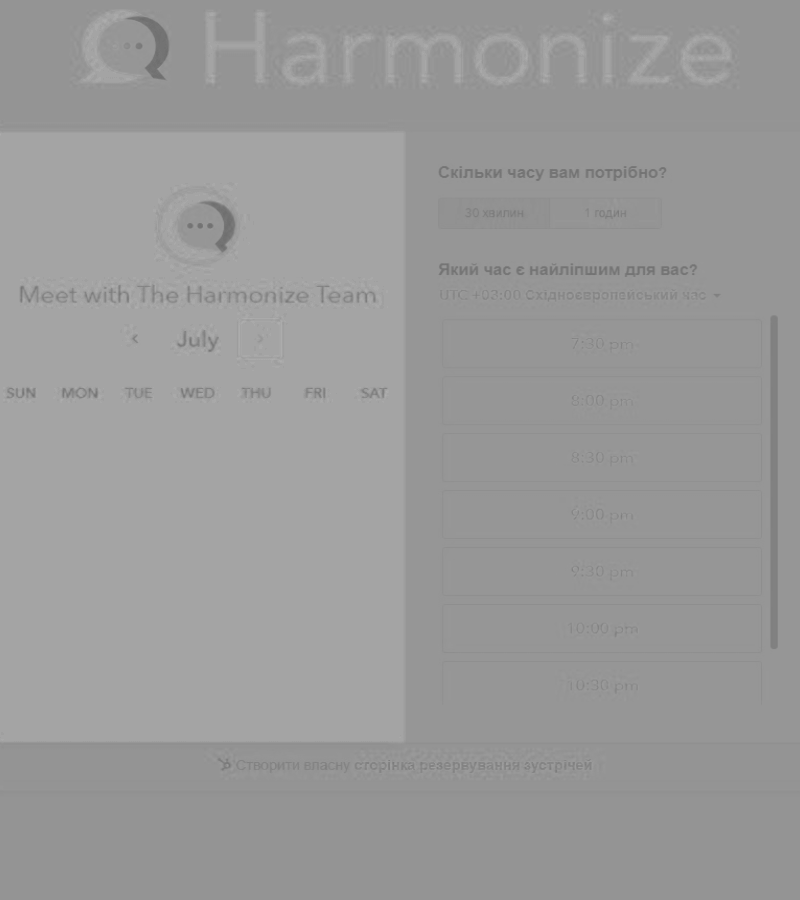 Harmonize
Meet with The Harmonize Team
July
SUN MON TUE WED THU FRI SAT
Скільки часу вам потрібно?
30 хвилин 1 годин
Який час є найліпшим для вас?
UTC +03:00 Східноєвропейський час
7:30 pm
8:00 pm
8:30 pm
9:00 pm
9:30 pm
10:00 pm
10:30 pm
Створити власну сторінка резервування зустрічей